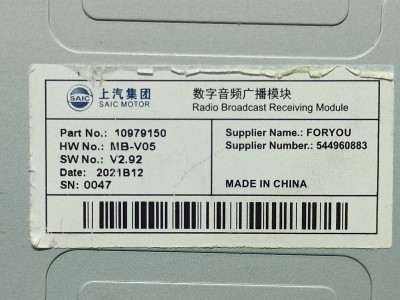 SAIC 上汽集团 数字音频广播模块
SAIC MOTOR Radio Broadcast Receiving Module
Part No.: 10979150 Supplier Name.: FORYOU
HW No.: MB-V05 Supplier Number.: 544960883
SW No.: V2.92
Date: 2021B12
SN: 0047 MADE IN CHINA